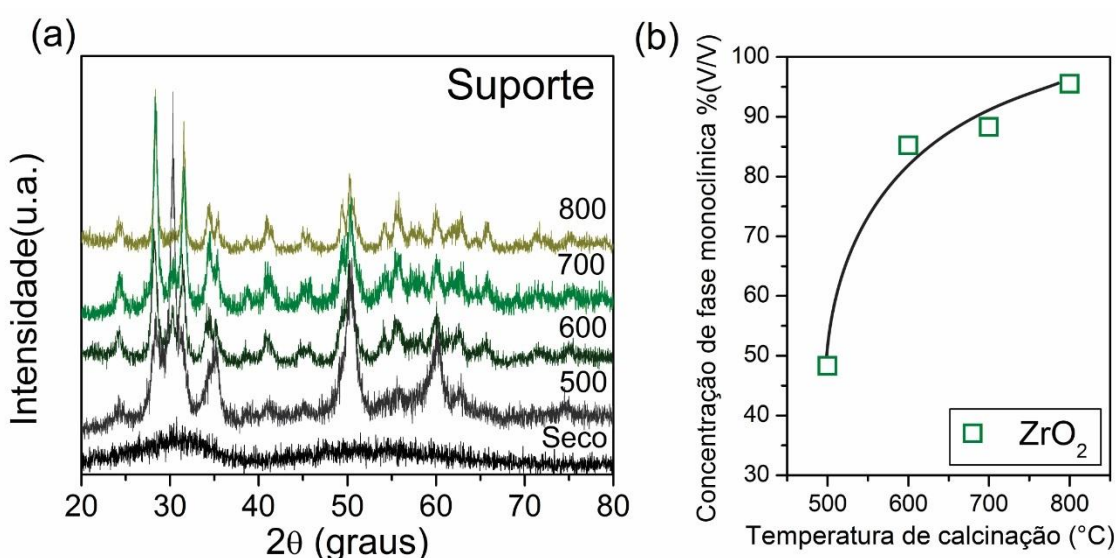 (a)
Suporte
800
700
600
500
Seco
Intensidade(u.a.)
20 30 40 50 60 70 80
2θ (graus)
(b)
Concentração de fase monoclínica %(V/V)
100
90
80
70
60
50
40
30
ZrO₂
500 600 700 800
Temperatura de calcinação (°C)